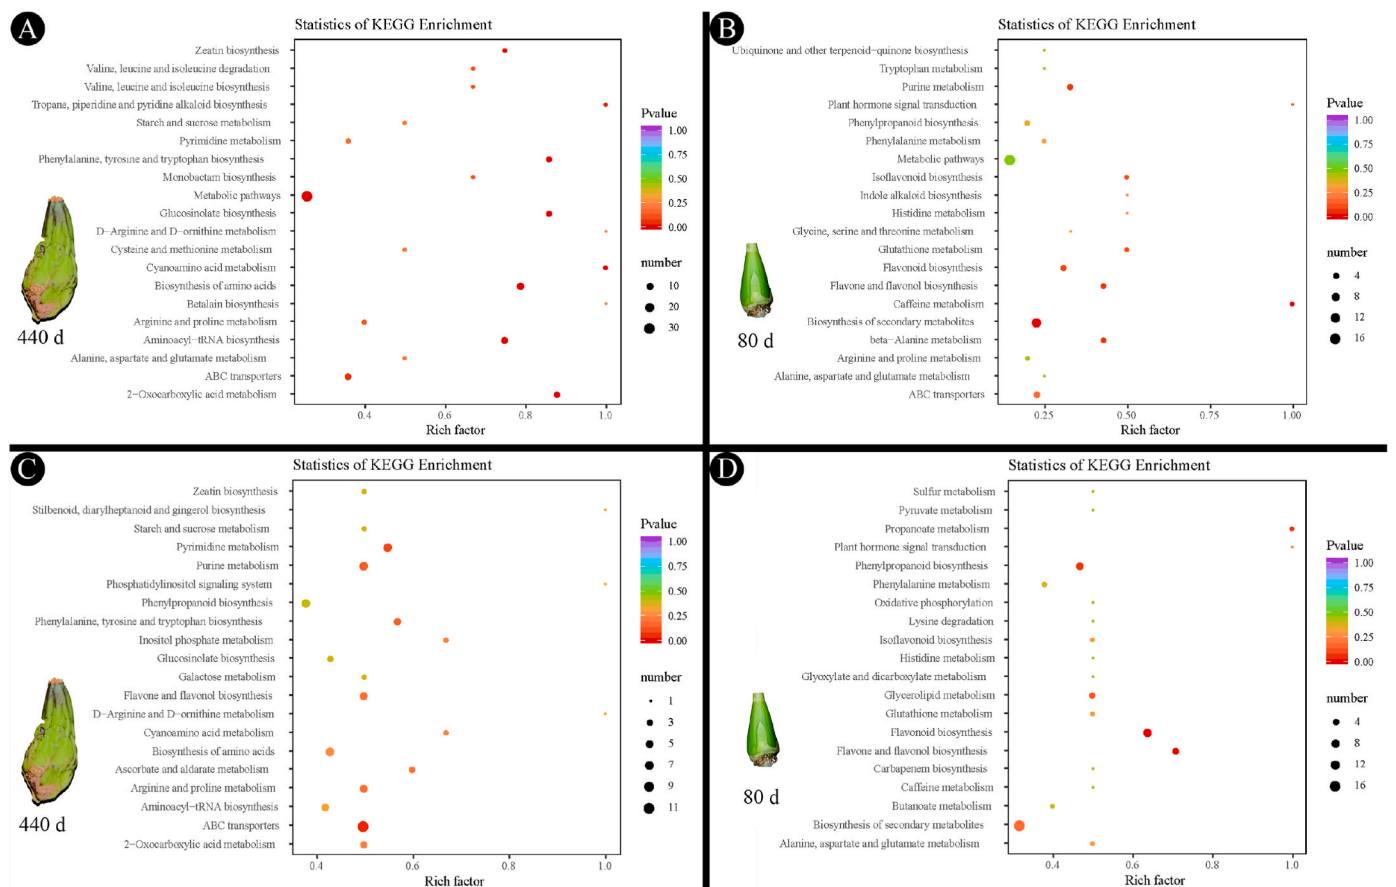 A
Statistics of KEGG Enrichment
Zeatin biosynthesis
Valine, leucine and isoleucine degradation
Valine, leucine and isoleucine biosynthesis
Tropane, piperidine and pyridine alkaloid biosynthesis
Starch and sucrose metabolism
Pyrimidine metabolism
Phenylalanine, tyrosine and tryptophan biosynthesis
Monobactam biosynthesis
Metabolic pathways
Glucosinolate biosynthesis
D−Arginine and D−ornithine metabolism
Cysteine and methionine metabolism
Cyanoamino acid metabolism
Biosynthesis of amino acids
Betalain biosynthesis
Arginine and proline metabolism
Aminoacyl−tRNA biosynthesis
Alanine, aspartate and glutamate metabolism
ABC transporters
2−Oxocarboxylic acid metabolism
0.4 0.6 0.8 1.0
Rich factor
440 d
Pvalue
1.00
0.75
0.50
0.25
0.00
number
10
20
30
B
Statistics of KEGG Enrichment
Ubiquinone and other terpenoid−quinone biosynthesis
Tryptophan metabolism
Purine metabolism
Plant hormone signal transduction
Phenylpropanoid biosynthesis
Phenylalanine metabolism
Metabolic pathways
Isoflavonoid biosynthesis
Indole alkaloid biosynthesis
Histidine metabolism
Glycine, serine and threonine metabolism
Glutathione metabolism
Flavonoid biosynthesis
Flavone and flavonol biosynthesis
Caffeine metabolism
Biosynthesis of secondary metabolites
beta−Alanine metabolism
Arginine and proline metabolism
Alanine, aspartate and glutamate metabolism
ABC transporters
0.25 0.50 0.75 1.00
Rich factor
80 d
Pvalue
1.00
0.75
0.50
0.25
0.00
number
4
8
12
16
C
Statistics of KEGG Enrichment
Zeatin biosynthesis
Stilbenoid, diarylheptanoid and gingerol biosynthesis
Starch and sucrose metabolism
Pyrimidine metabolism
Purine metabolism
Phosphatidylinositol signaling system
Phenylpropanoid biosynthesis
Phenylalanine, tyrosine and tryptophan biosynthesis
Inositol phosphate metabolism
Glucosinolate biosynthesis
Galactose metabolism
Flavone and flavonol biosynthesis
D−Arginine and D−ornithine metabolism
Cyanoamino acid metabolism
Biosynthesis of amino acids
Ascorbate and aldarate metabolism
Arginine and proline metabolism
Aminoacyl−tRNA biosynthesis
ABC transporters
2−Oxocarboxylic acid metabolism
0.4 0.6 0.8 1.0
Rich factor
440 d
Pvalue
1.00
0.75
0.50
0.25
0.00
number
1
3
5
7
9
11
D
Statistics of KEGG Enrichment
Sulfur metabolism
Pyruvate metabolism
Propanoate metabolism
Plant hormone signal transduction
Phenylpropanoid biosynthesis
Phenylalanine metabolism
Oxidative phosphorylation
Lysine degradation
Isoflavonoid biosynthesis
Histidine metabolism
Glyoxylate and dicarboxylate metabolism
Glycerolipid metabolism
Glutathione metabolism
Flavonoid biosynthesis
Flavone and flavonol biosynthesis
Carbapenem biosynthesis
Caffeine metabolism
Butanoate metabolism
Biosynthesis of secondary metabolites
Alanine, aspartate and glutamate metabolism
0.4 0.6 0.8 1.0
Rich factor
80 d
Pvalue
1.00
0.75
0.50
0.25
0.00
number
4
8
12
16